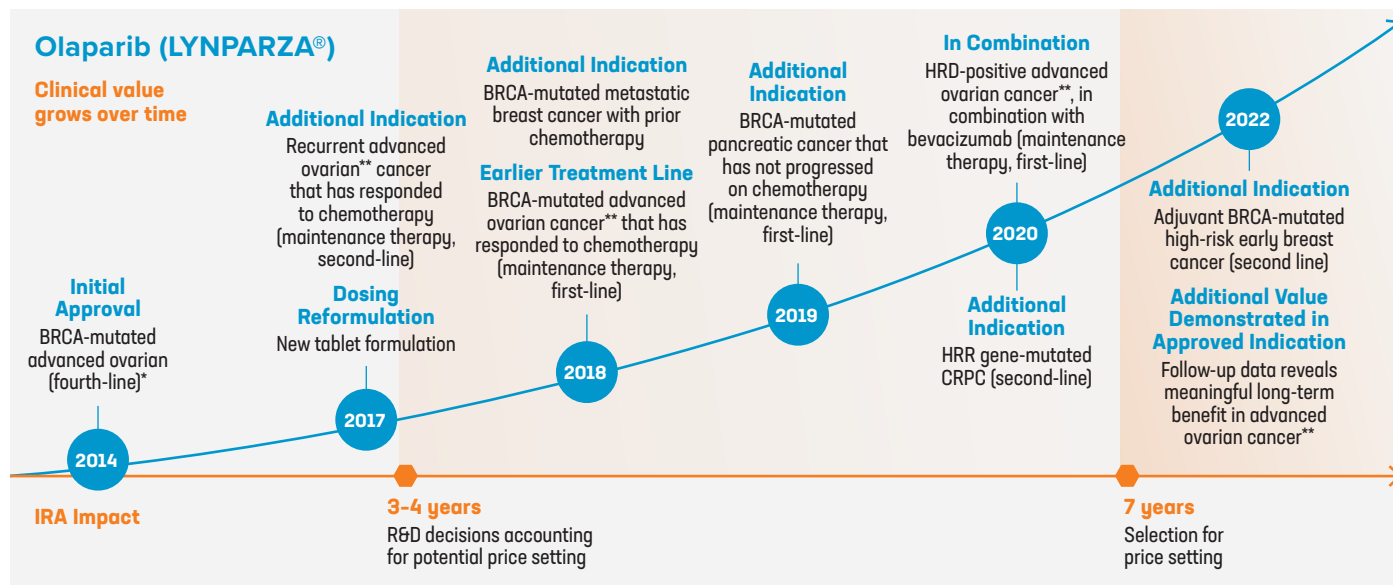 Olaparib (LYNPARZA®)
Clinical value
grows over time
Initial
Approval
BRCA-mutated
advanced ovarian
(fourth-line)*
2014
Additional Indication
Recurrent advanced
ovarian** cancer
that has responded
to chemotherapy
(maintenance therapy,
second-line)
Dosing
Reformulation
New tablet formulation
2017
Additional Indication
BRCA-mutated metastatic
breast cancer with prior
chemotherapy
Earlier Treatment Line
BRCA-mutated advanced
ovarian cancer** that has
responded to chemotherapy
(maintenance therapy,
first-line)
2018
Additional
Indication
BRCA-mutated
pancreatic cancer that
has not progressed
on chemotherapy
(maintenance therapy,
first-line)
2019
In Combination
HRD-positive advanced
ovarian cancer**, in
combination with
bevacizumab (maintenance
therapy, first-line)
2020
Additional
Indication
HRR gene-mutated
CRPC (second-line)
2022
Additional Indication
Adjuvant BRCA-mutated
high-risk early breast
cancer (second line)
Additional Value
Demonstrated in
Approved Indication
Follow-up data reveals
meaningful long-term
benefit in advanced
ovarian cancer**
IRA Impact
3-4 years
R&D decisions accounting
for potential price setting
7 years
Selection for
price setting